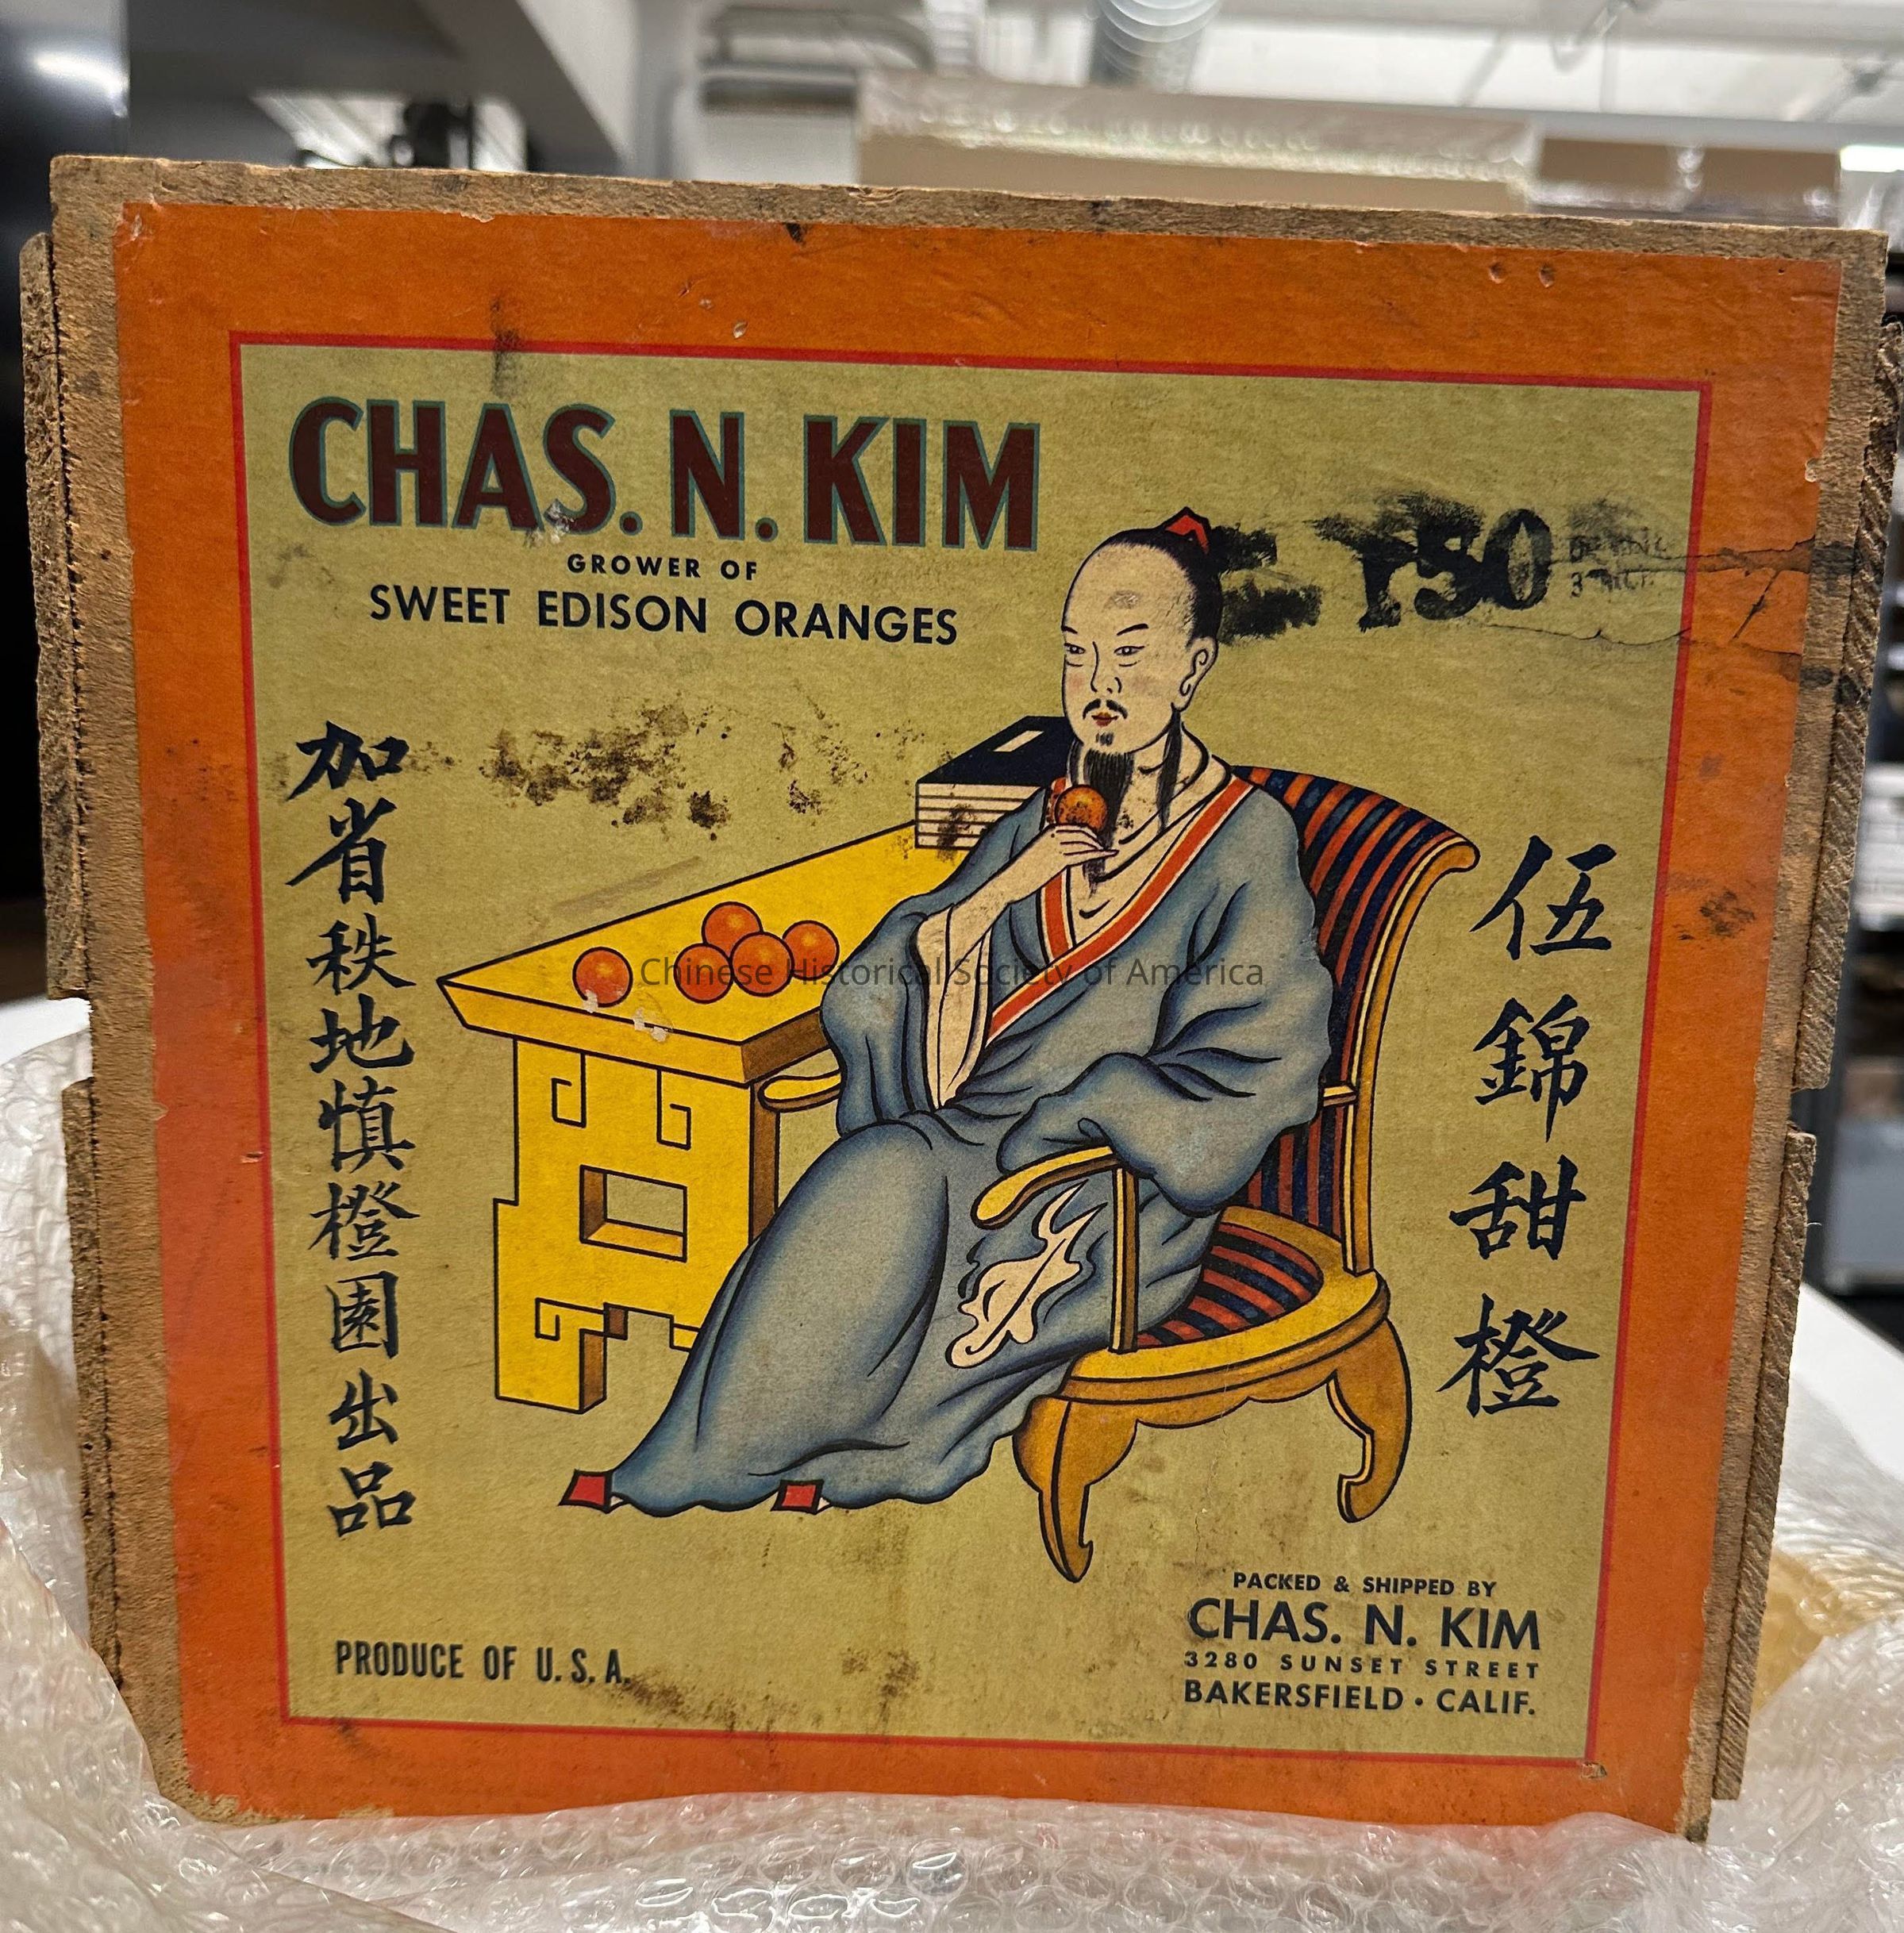 CHAS. N. KIM
GROWER OF
SWEET EDISON ORANGES
150
伍錦甜橙
加省秩地慎橙園出品
Chinese Historical Society of America
PRODUCE OF U.S.A.
PACKED & SHIPPED BY
CHAS. N. KIM
3280 SUNSET STREET
BAKERSFIELD • CALIF.